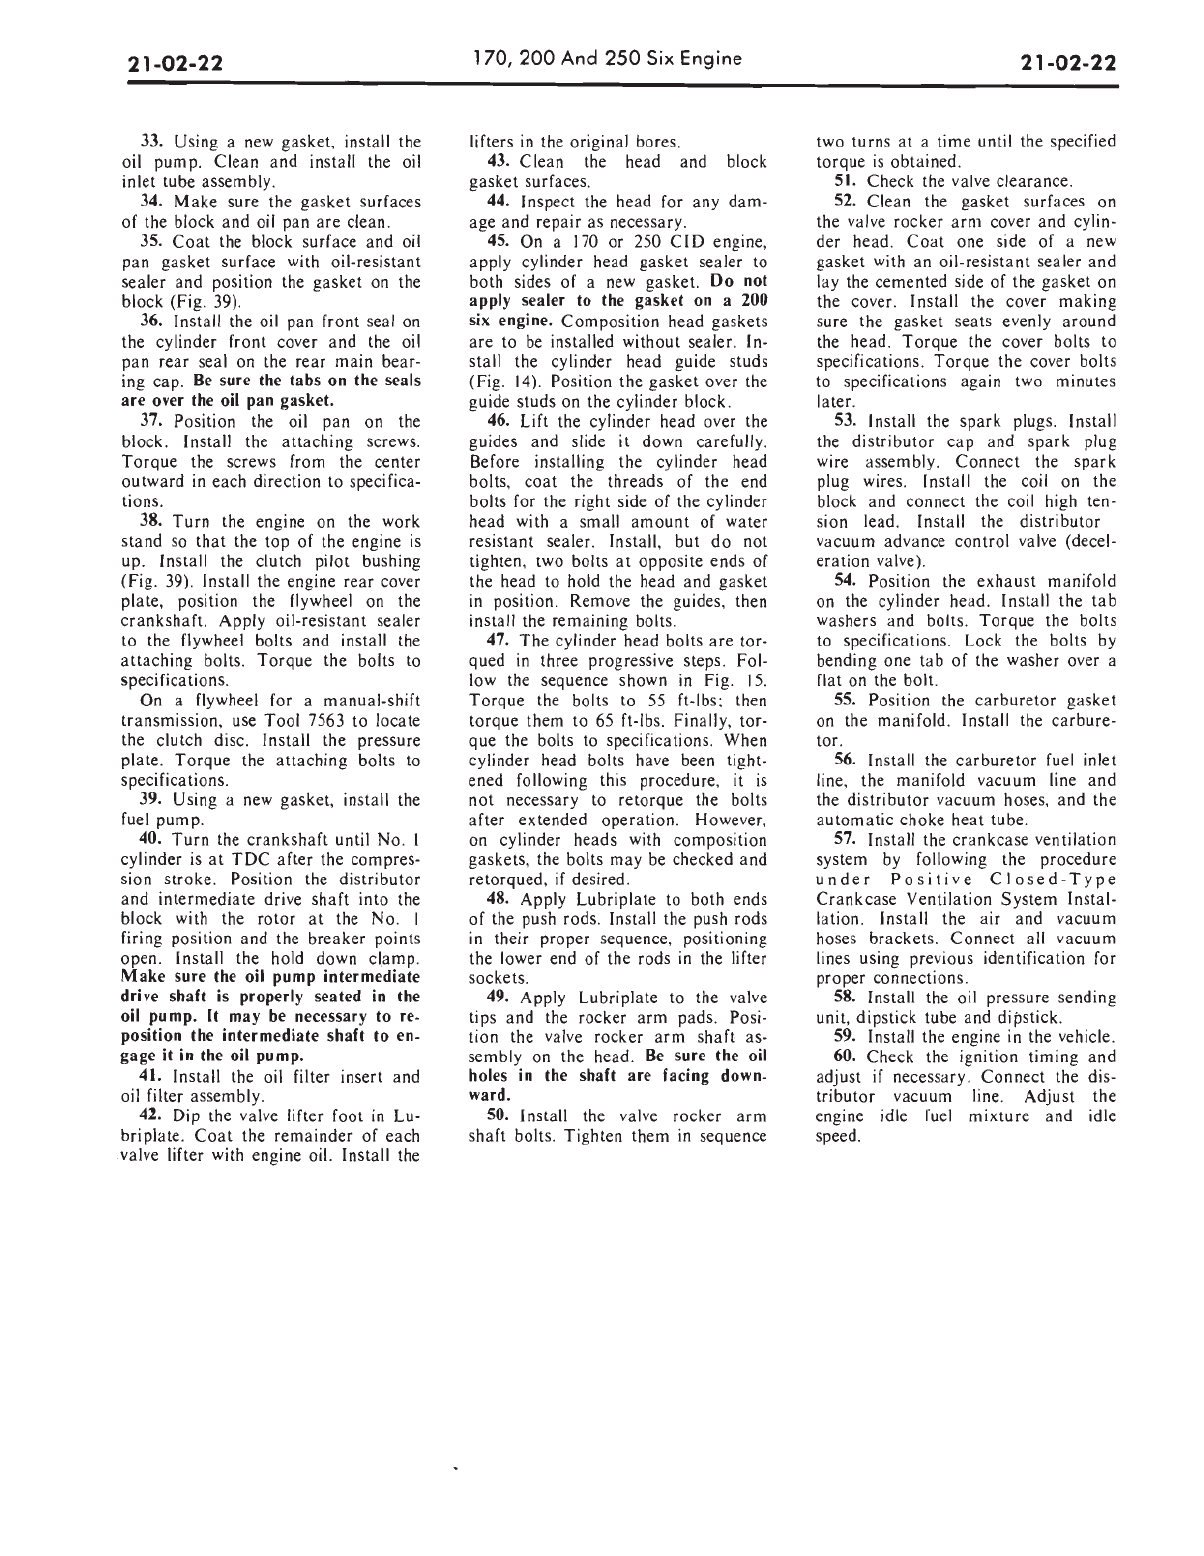 21-02-22
170, 200 And 250 Six Engine
21-02-22
33. Using a new gasket, install the
oil pump. Clean and install the oil
inlet tube assembly.
34. Make sure the gasket surfaces
of the block and oil pan are clean.
35. Coat the block surface and oil
pan gasket surface with oil-resistant
sealer and position the gasket on the
block (Fig. 39).
36. Install the oil pan front seal on
the cylinder front cover and the oil
pan rear seal on the rear main bear-
ing cap. Be sure the tabs on the seals
are over the oil pan gasket.
37. Position the oil pan on the
block. Install the attaching screws.
Torque the screws from the center
outward in each direction to specifica-
tions.
38. Turn the engine on the work
stand so that the top of the engine is
up. Install the clutch pilot bushing
(Fig. 39). Install the engine rear cover
plate, position the flywheel on the
crankshaft. Apply oil-resistant sealer
to the flywheel bolts and install the
attaching bolts. Torque the bolts to
specifications.
On a flywheel for a manual-shift
transmission, use Tool 7563 to locate
the clutch disc. Install the pressure
plate. Torque the attaching bolts to
specifications.
39. Using a new gasket, install the
fuel pump.
40. Turn the crankshaft until No. 1
cylinder is at TDC after the compres-
sion stroke. Position the distributor
and intermediate drive shaft into the
block with the rotor at the No. 1
firing position and the breaker points
open. Install the hold down clamp.
Make sure the oil pump intermediate
drive shaft is properly seated in the
oil pump. It may be necessary to re-
position the intermediate shaft to en-
gage it in the oil pump.
41. Install the oil filter insert and
oil filter assembly.
42. Dip the valve lifter foot in Lu-
briplate. Coat the remainder of each
valve lifter with engine oil. Install the
lifters in the original bores.
43. Clean the head and block
gasket surfaces.
44. Inspect the head for any dam-
age and repair as necessary.
45. On a 170 or 250 CID engine,
apply cylinder head gasket sealer to
both sides of a new gasket. Do not
apply sealer to the gasket on a 200
six engine. Composition head gaskets
are to be installed without sealer. In-
stall the cylinder head guide studs
(Fig. 14). Position the gasket over the
guide studs on the cylinder block.
46. Lift the cylinder head over the
guides and slide it down carefully.
Before installing the cylinder head
bolts, coat the threads of the end
bolts for the right side of the cylinder
head with a small amount of water
resistant sealer. Install, but do not
tighten, two bolts at opposite ends of
the head to hold the head and gasket
in position. Remove the guides, then
install the remaining bolts.
47. The cylinder head bolts are tor-
qued in three progressive steps. Fol-
low the sequence shown in Fig. 15.
Torque the bolts to 55 ft-lbs; then
torque them to 65 ft-lbs. Finally, tor-
que the bolts to specifications. When
cylinder head bolts have been tight-
ened following this procedure, it is
not necessary to retorque the bolts
after extended operation. However,
on cylinder heads with composition
gaskets, the bolts may be checked and
retorqued, if desired.
48. Apply Lubriplate to both ends
of the push rods. Install the push rods
in their proper sequence, positioning
the lower end of the rods in the lifter
sockets.
49. Apply Lubriplate to the valve
tips and the rocker arm pads. Posi-
tion the valve rocker arm shaft as-
sembly on the head. Be sure the oil
holes in the shaft are facing down-
ward.
50. Install the valve rocker arm
shaft bolts. Tighten them in sequence
two turns at a time until the specified
torque is obtained.
51. Check the valve clearance.
52. Clean the gasket surfaces on
the valve rocker arm cover and cylin-
der head. Coat one side of a new
gasket with an oil-resistant sealer and
lay the cemented side of the gasket on
the cover. Install the cover making
sure the gasket seats evenly around
the head. Torque the cover bolts to
specifications. Torque the cover bolts
to specifications again two minutes
later.
53. Install the spark plugs. Install
the distributor cap and spark plug
wire assembly. Connect the spark
plug wires. Install the coil on the
block and connect the coil high ten-
sion lead. Install the distributor
vacuum advance control valve (decel-
eration valve).
54. Position the exhaust manifold
on the cylinder head. Install the tab
washers and bolts. Torque the bolts
to specifications. Lock the bolts by
bending one tab of the washer over a
flat on the bolt.
55. Position the carburetor gasket
on the manifold. Install the carbure-
tor.
56. Install the carburetor fuel inlet
line, the manifold vacuum line and
the distributor vacuum hoses, and the
automatic choke heat tube.
57. Install the crankcase ventilation
system by following the procedure
under Positive Closed-Type
Crankcase Ventilation System Instal-
lation. Install the air and vacuum
hoses brackets. Connect all vacuum
lines using previous identification for
proper connections.
58. Install the oil pressure sending
unit, dipstick tube and dipstick.
59. Install the engine in the vehicle.
60. Check the ignition timing and
adjust if necessary. Connect the dis-
tributor vacuum line. Adjust the
engine idle fuel mixture and idle
speed.